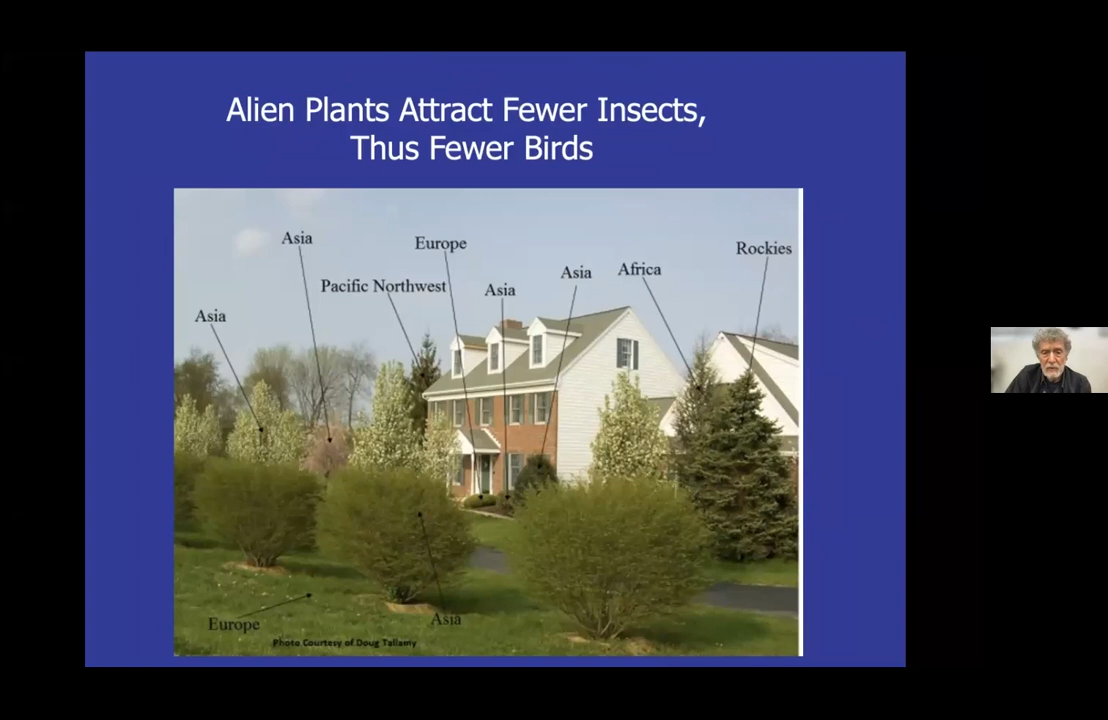 Alien Plants Attract Fewer Insects,
Thus Fewer Birds
Asia
Europe
Rockies
Asia
Africa
Pacific Northwest
Asia
Asia
Europe
Asia
Photo Courtesy of Doug Tallamy